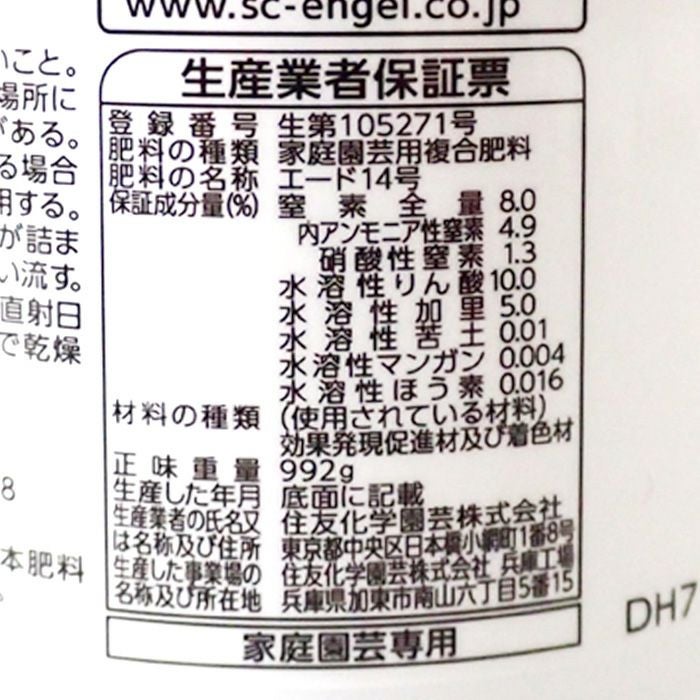 www.sc-engei.co.jp
いこと。
場所に
がある。
る場合
用する。
が詰ま
い流す。
直射日
で乾燥
8
本肥料
生産業者保証票
登録番号 生第105271号
肥料の種類 家庭園芸用複合肥料
肥料の名称 エード14号
保証成分量(%) 窒素全量 8.0
内アンモニア性窒素 4.9
硝酸性窒素 1.3
水溶性りん酸 10.0
水溶性加里 5.0
水溶性苦土 0.01
水溶性マンガン 0.004
水溶性ほう素 0.016
材料の種類 (使用されている材料)
効果発現促進材及び着色材
正味重量 992g
生産した年月 底面に記載
生産業者の氏名又 住友化学園芸株式会社
は名称及び住所 東京都中央区日本橋小網町1番8号
生産した事業場の 住友化学園芸株式会社 兵庫工場
名称及び所在地 兵庫県加東市南山六丁目5番15
家庭園芸専用
DH7